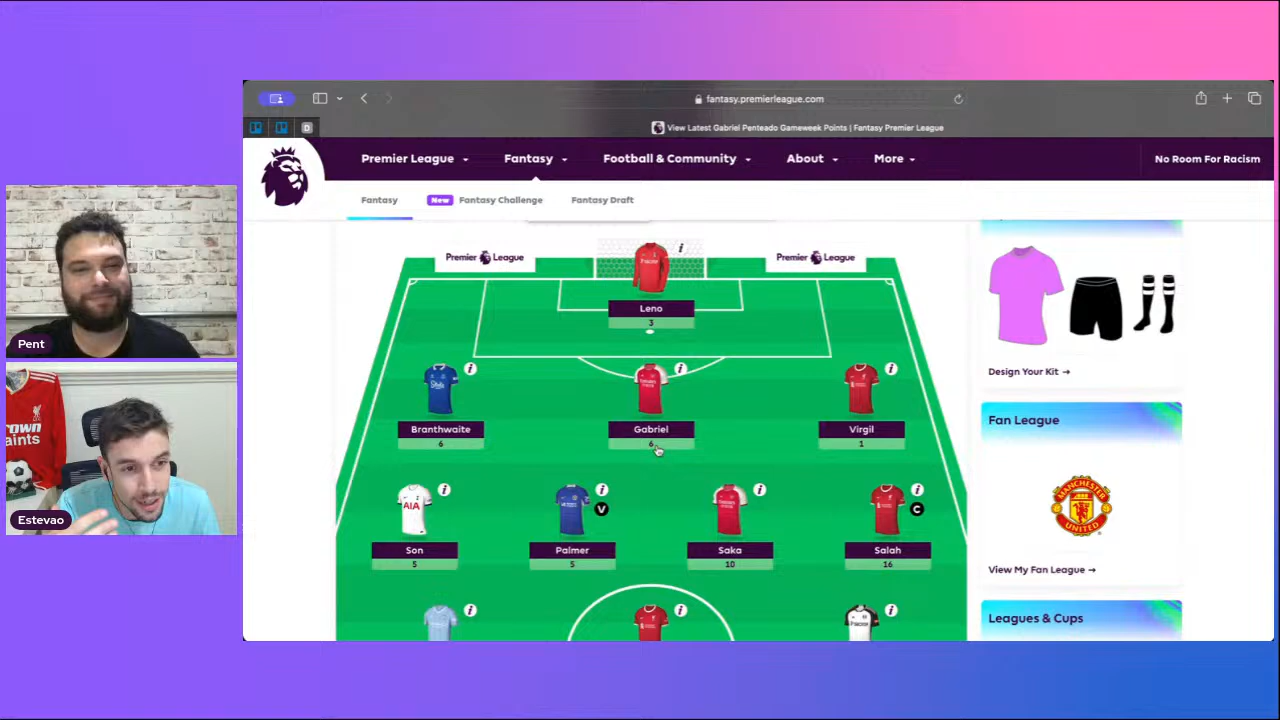 fantasy.premierleague.com
D
View Latest Gabriel Penteado Gameweek Points | Fantasy Premier League
Premier League
Fantasy
Football & Community
About
More
No Room For Racism
Fantasy
New
Fantasy Challenge
Fantasy Draft
Premier League
Premier League
Leno
3
Branthwaite
6
Gabriel
6
Virgil
1
Son
5
V
Palmer
5
Saka
10
C
Salah
16
AIA
Design Your Kit →
Fan League
MANCHESTER
UNITED
View My Fan League →
Leagues & Cups
Pent
Estevao